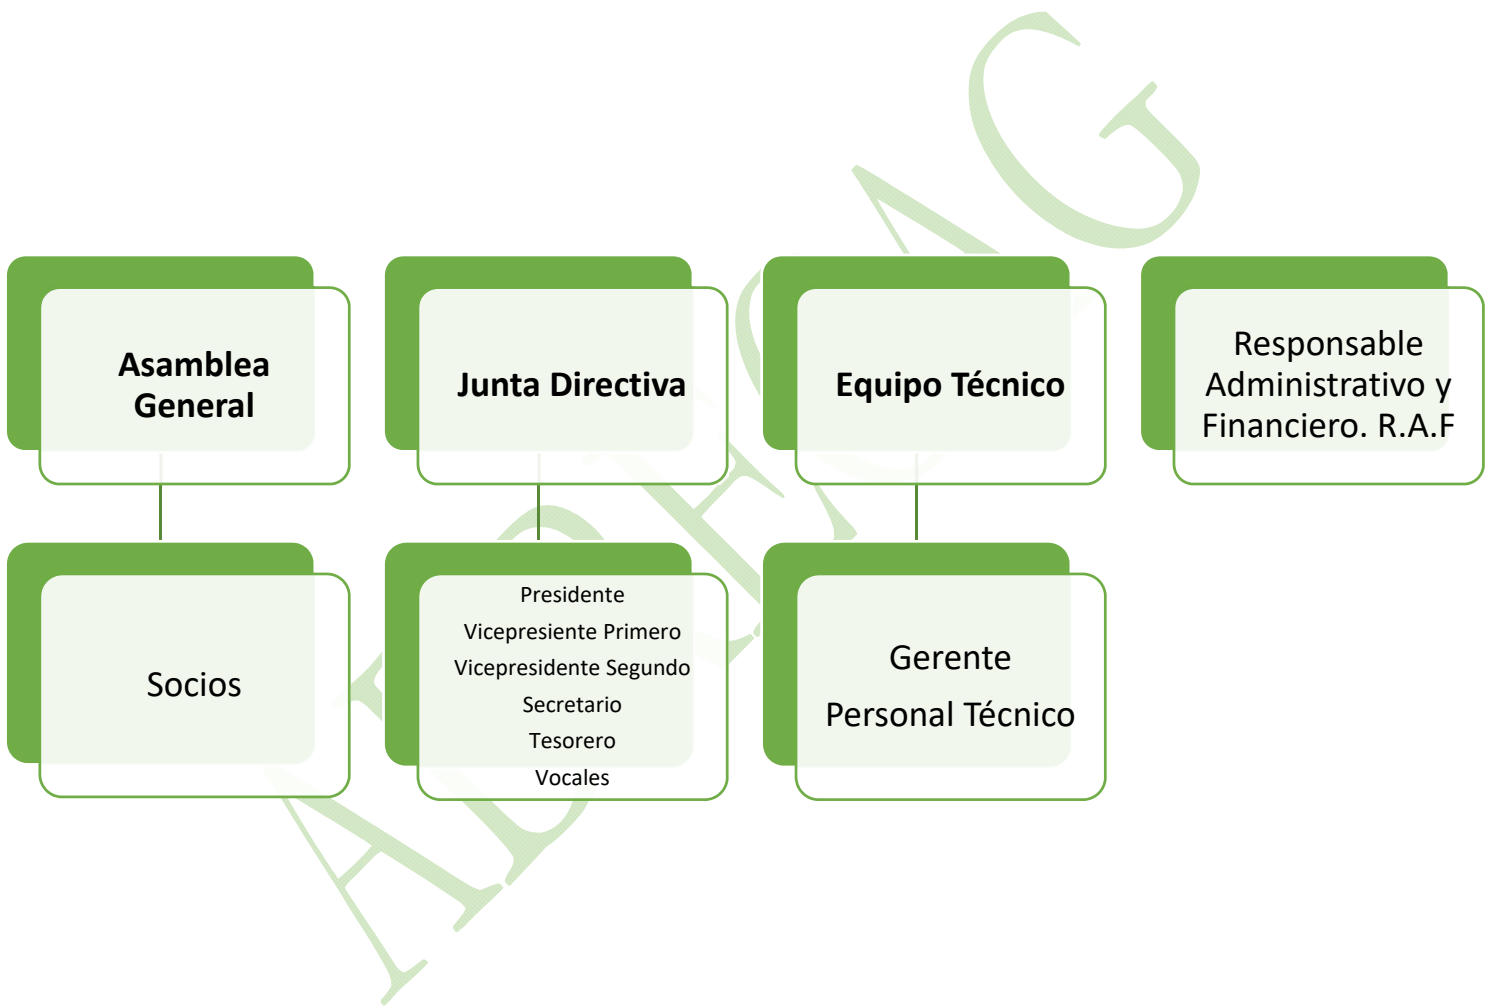 Asamblea
General
Junta Directiva
Equipo Técnico
Responsable
Administrativo y
Financiero. R.A.F
Socios
Presidente
Vicepresiente Primero
Vicepresidente Segundo
Secretario
Tesorero
Vocales
Gerente
Personal Técnico